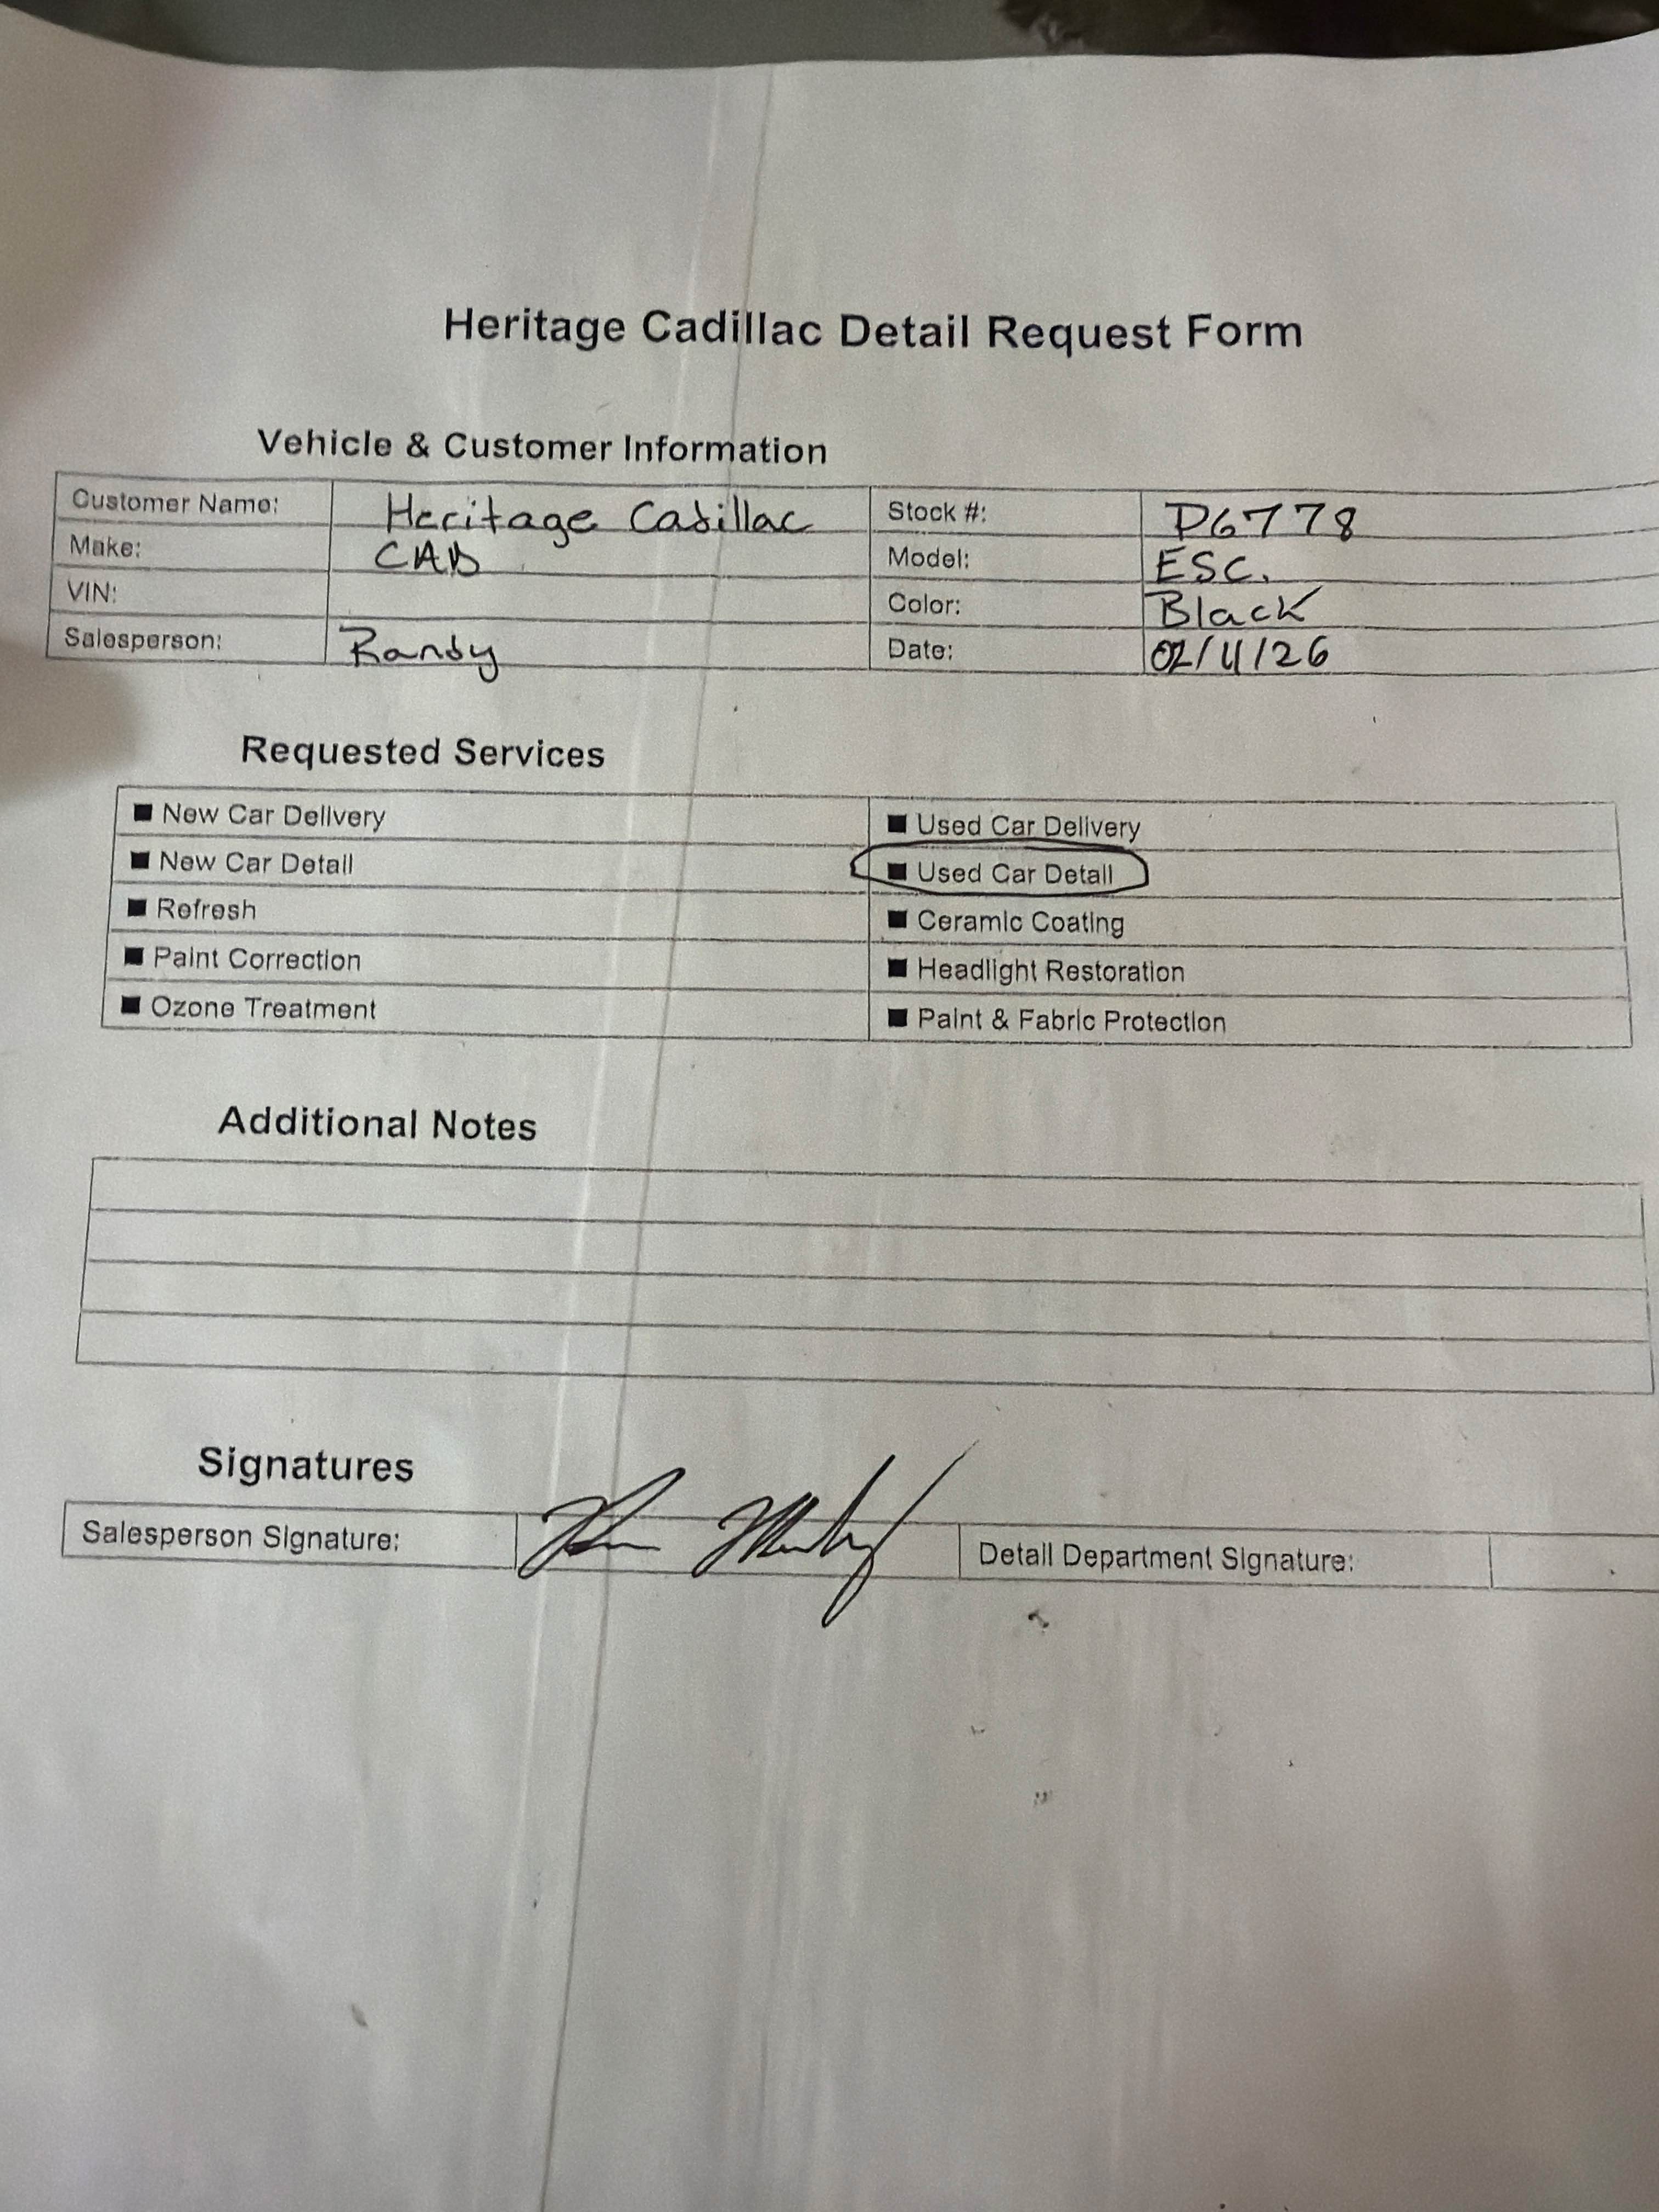 Heritage Cadillac Detail Request Form
Vehicle & Customer Information
Customer Name: Heritage Cadillac Stock #: P6778
Make: CAD Model: ESC.
VIN: Color: Black
Salesperson: Randy Date: 02/11/26
Requested Services
■ New Car Delivery ■ Used Car Delivery
■ New Car Detail ■ Used Car Detail
■ Refresh ■ Ceramic Coating
■ Paint Correction ■ Headlight Restoration
■ Ozone Treatment ■ Paint & Fabric Protection
Additional Notes
Signatures
Salesperson Signature: Detail Department Signature: